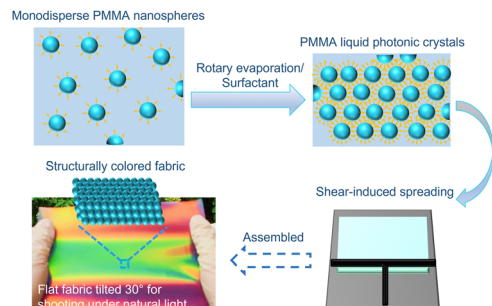 Monodisperse PMMA nanospheres
PMMA liquid photonic crystals
Rotary evaporation/
Surfactant
Structurally colored fabric
Shear-induced spreading
Assembled
Flat fabric tilted 30° for
shooting under natural light